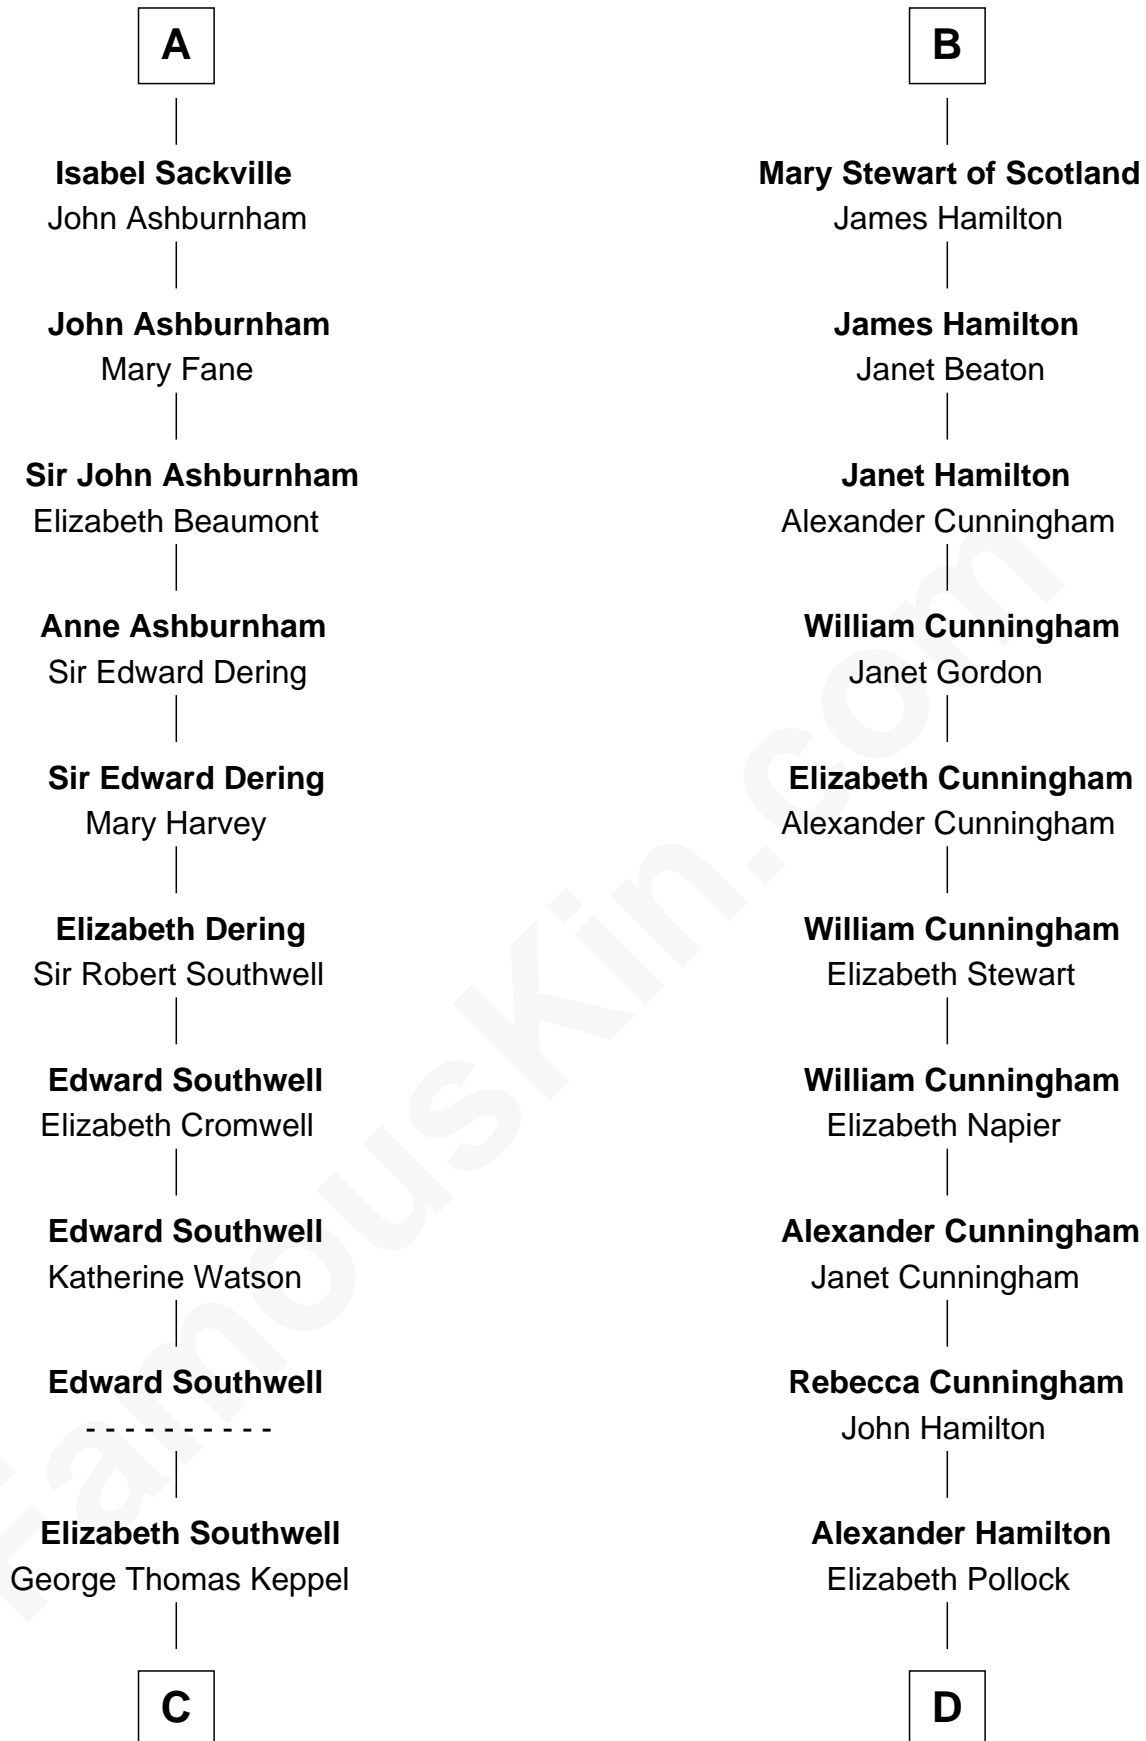 A
Isabel Sackville
John Ashburnham
John Ashburnham
Mary Fane
Sir John Ashburnham
Elizabeth Beaumont
Anne Ashburnham
Sir Edward Dering
Sir Edward Dering
Mary Harvey
Elizabeth Dering
Sir Robert Southwell
Edward Southwell
Elizabeth Cromwell
Edward Southwell
Katherine Watson
Edward Southwell
- - - - - - - - - -
Elizabeth Southwell
George Thomas Keppel
C
B
Mary Stewart of Scotland
James Hamilton
James Hamilton
Janet Beaton
Janet Hamilton
Alexander Cunningham
William Cunningham
Janet Gordon
Elizabeth Cunningham
Alexander Cunningham
William Cunningham
Elizabeth Stewart
William Cunningham
Elizabeth Napier
Alexander Cunningham
Janet Cunningham
Rebecca Cunningham
John Hamilton
Alexander Hamilton
Elizabeth Pollock
D
FamousKin.com